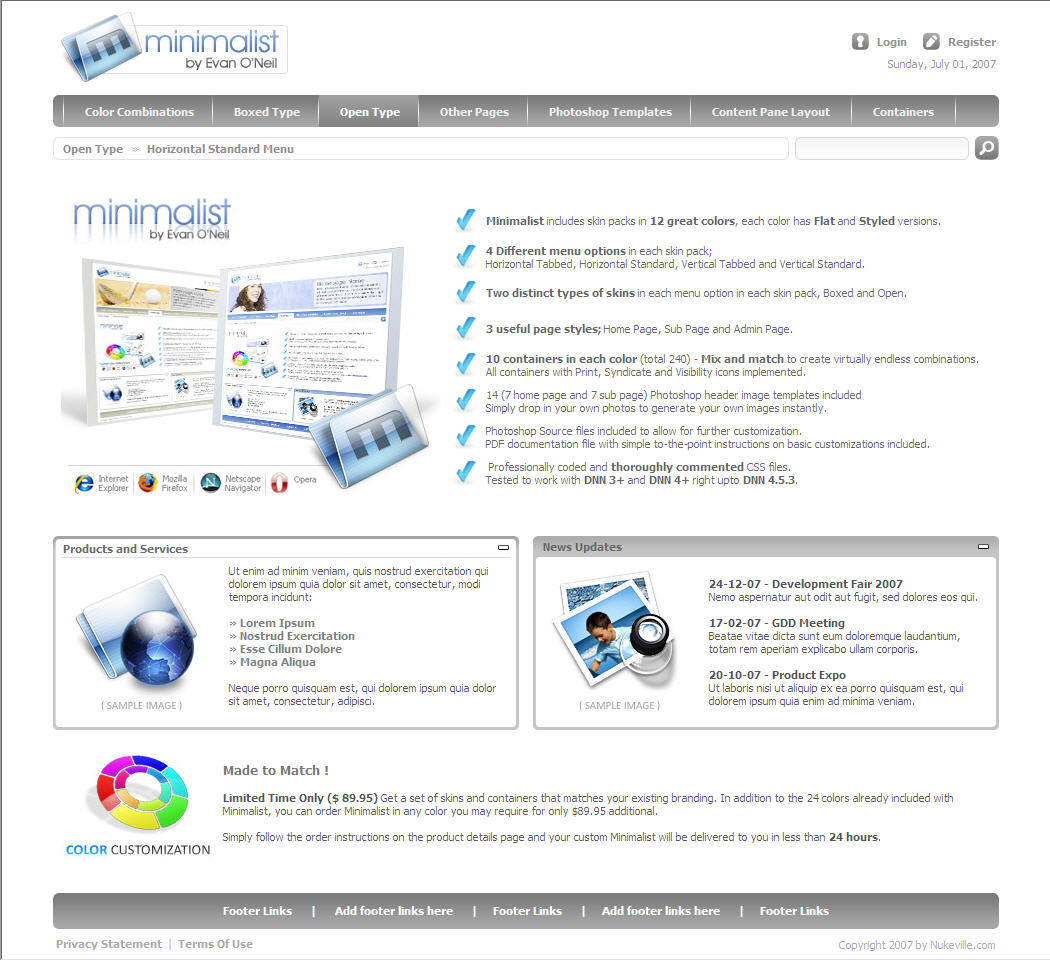 minimalist
by Evan O'Neil
Login Register
Sunday, July 01, 2007
Color Combinations Boxed Type Open Type Other Pages Photoshop Templates Content Pane Layout Containers
Open Type » Horizontal Standard Menu
minimalist
by Evan O'Neil
Minimalist includes skin packs in 12 great colors, each color has Flat and Styled versions.
4 Different menu options in each skin pack;
Horizontal Tabbed, Horizontal Standard, Vertical Tabbed and Vertical Standard.
Two distinct types of skins in each menu option in each skin pack, Boxed and Open.
3 useful page styles; Home Page, Sub Page and Admin Page.
10 containers in each color (total 240) - Mix and match to create virtually endless combinations.
All containers with Print, Syndicate and Visibility icons implemented.
14 (7 home page and 7 sub page) Photoshop header image templates included
Simply drop in your own photos to generate your own images instantly.
Photoshop Source files included to allow for further customization.
PDF documentation file with simple to-the-point instructions on basic customizations included.
Professionally coded and thoroughly commented CSS files.
Tested to work with DNN 3+ and DNN 4+ right upto DNN 4.5.3.
Internet Explorer
Mozilla Firefox
Netscape Navigator
Opera
Products and Services
Ut enim ad minim veniam, quis nostrud exercitation qui
dolorem ipsum quia dolor sit amet, consectetur, modi
tempora incidunt:
» Lorem Ipsum
» Nostrud Exercitation
» Esse Cillum Dolore
» Magna Aliqua
Neque porro quisquam est, qui dolorem ipsum quia dolor
sit amet, consectetur, adipisci.
( SAMPLE IMAGE )
News Updates
24-12-07 - Development Fair 2007
Nemo aspernatur aut odit aut fugit, sed dolores eos qui.
17-02-07 - GDD Meeting
Beatae vitae dicta sunt eum doloremque laudantium,
totam rem aperiam explicabo ullam corporis.
20-10-07 - Product Expo
Ut laboris nisi ut aliquip ex ea porro quisquam est, qui
dolorem ipsum quia enim ad minima veniam.
( SAMPLE IMAGE )
COLOR CUSTOMIZATION
Made to Match !
Limited Time Only ($ 89.95) Get a set of skins and containers that matches your existing branding. In addition to the 24 colors already included with
Minimalist, you can order Minimalist in any color you may require for only $89.95 additional.
Simply follow the order instructions on the product details page and your custom Minimalist will be delivered to you in less than 24 hours.
Footer Links | Add footer links here | Footer Links | Add footer links here | Footer Links
Privacy Statement | Terms Of Use
Copyright 2007 by Nukeville.com